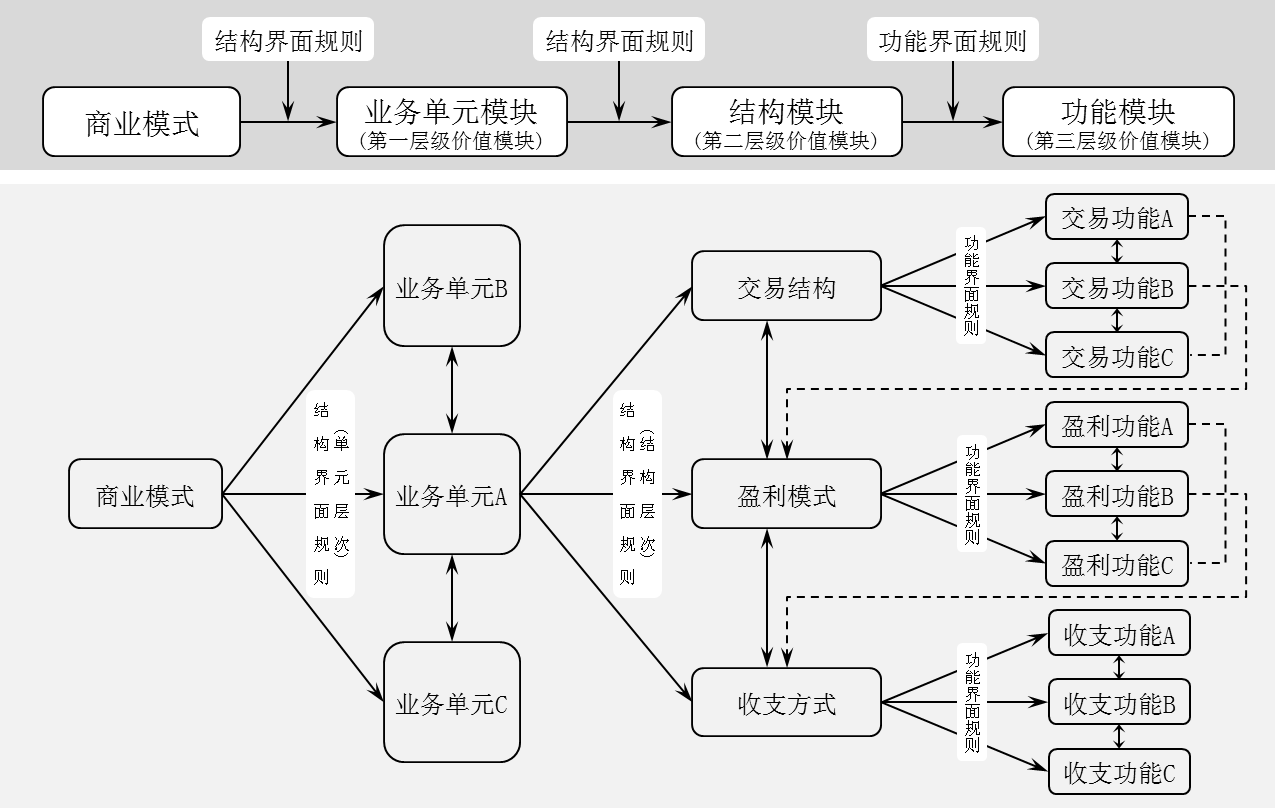 结构界面规则
结构界面规则
功能界面规则
商业模式
业务单元模块
(第一层级价值模块)
结构模块
(第二层级价值模块)
功能模块
(第三层级价值模块)
商业模式
结构界面规则
(单元层次)
业务单元B
业务单元A
业务单元C
结构界面规则
(结构层次)
交易结构
盈利模式
收支方式
功能界面规则
交易功能A
交易功能B
交易功能C
功能界面规则
盈利功能A
盈利功能B
盈利功能C
功能界面规则
收支功能A
收支功能B
收支功能C